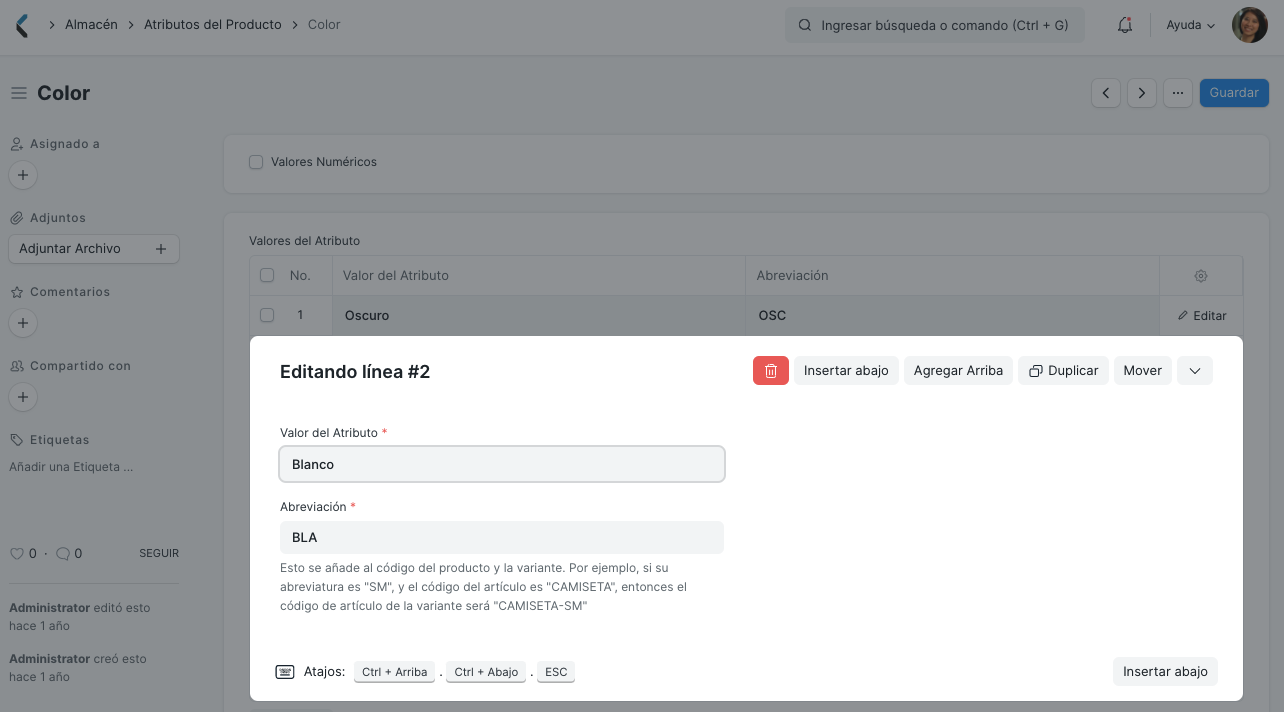 Almacén
Atributos del Producto
Color
Ingresar búsqueda o comando (Ctrl + G)
Ayuda
Color
Guardar
Asignado a
Adjuntos
Adjuntar Archivo
Comentarios
Compartido con
Etiquetas
Añadir una Etiqueta ...
0 · 0 SEGUIR
Administrator editó esto
hace 1 año
Administrator creó esto
hace 1 año
Valores Numéricos
Valores del Atributo
No. Valor del Atributo Abreviación
1 Oscuro OSC Editar
Editando línea #2
Insertar abajo
Agregar Arriba
Duplicar
Mover
Valor del Atributo *
Blanco
Abreviación *
BLA
Esto se añade al código del producto y la variante. Por ejemplo, si su
abreviatura es "SM", y el código del artículo es "CAMISETA", entonces el
código de artículo de la variante será "CAMISETA-SM"
Atajos: Ctrl + Arriba . Ctrl + Abajo . ESC
Insertar abajo